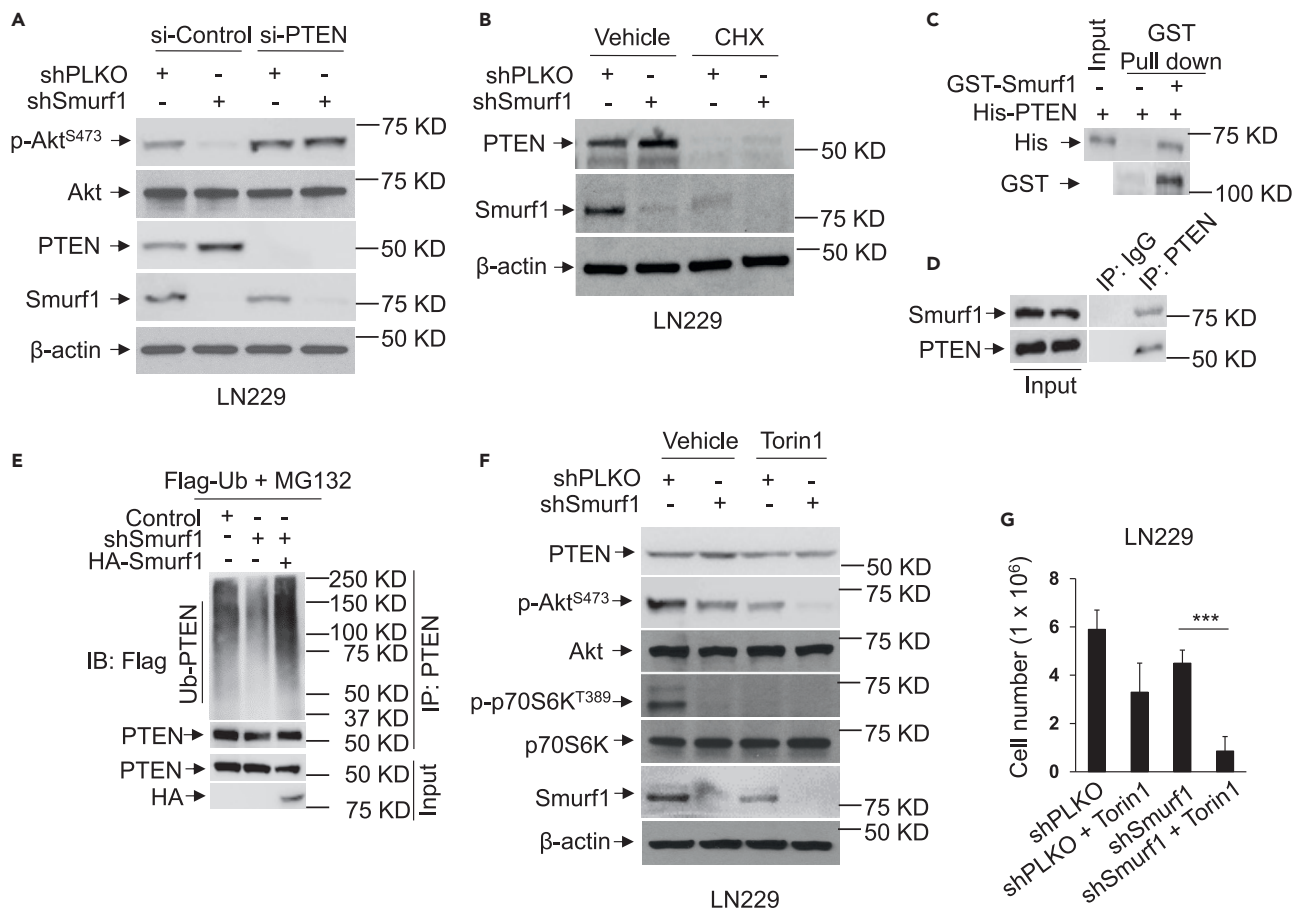 A
si-Control si-PTEN
shPLKO + - + -
shSmurf1 - + - +
p-AktS473 75 KD
Akt 75 KD
PTEN 50 KD
Smurf1 75 KD
β-actin 50 KD
LN229
B
Vehicle CHX
shPLKO + - + -
shSmurf1 - + - +
PTEN 50 KD
Smurf1 75 KD
β-actin 50 KD
LN229
C
Input
GST
Pull down
GST-Smurf1 - - +
His-PTEN + + +
His 75 KD
GST 100 KD
D
IP: IgG
IP: PTEN
Smurf1 75 KD
PTEN 50 KD
Input
E
Flag-Ub + MG132
Control + - -
shSmurf1 - + +
HA-Smurf1 - - +
IB: Flag
Ub-PTEN
250 KD
150 KD
100 KD
75 KD
50 KD
37 KD
PTEN 50 KD
IP: PTEN
PTEN 50 KD
HA 75 KD
Input
F
Vehicle Torin1
shPLKO + - + -
shSmurf1 - + - +
PTEN 50 KD
p-AktS473 75 KD
Akt 75 KD
p-p70S6KT389 75 KD
p70S6K 75 KD
Smurf1 75 KD
β-actin 50 KD
LN229
G
LN229
Cell number (1 x 10⁶)
8
6
4
2
0
***
shPLKO
shPLKO + Torin1
shSmurf1
shSmurf1 + Torin1